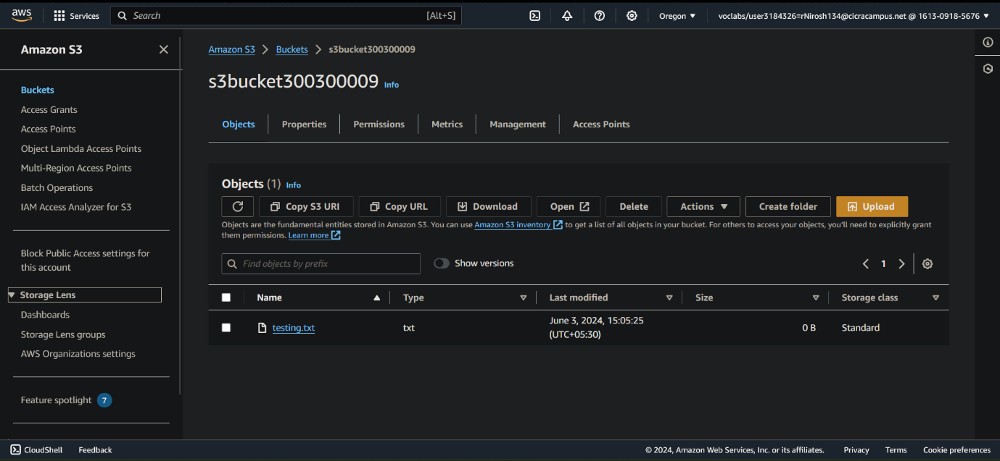 aws Services Search [Alt+S] Oregon ▼ voclabs/user3184326=rNirosh134@cicracampus.net @ 1613-0918-5676 ▼
Amazon S3
Buckets
Access Grants
Access Points
Object Lambda Access Points
Multi-Region Access Points
Batch Operations
IAM Access Analyzer for S3
Block Public Access settings for
this account
Storage Lens
Dashboards
Storage Lens groups
AWS Organizations settings
Feature spotlight 7
Amazon S3 > Buckets > s3bucket300300009
s3bucket300300009 Info
Objects Properties Permissions Metrics Management Access Points
Objects (1) Info
Copy S3 URI Copy URL Download Open Delete Actions ▼ Create folder Upload
Objects are the fundamental entities stored in Amazon S3. You can use Amazon S3 inventory to get a list of all objects in your bucket. For others to access your objects, you'll need to explicitly grant
them permissions. Learn more
Find objects by prefix Show versions < 1 >
Name Type Last modified Size Storage class
testing.txt txt June 3, 2024, 15:05:25 0 B Standard
(UTC+05:30)
CloudShell Feedback © 2024, Amazon Web Services, Inc. or its affiliates. Privacy Terms Cookie preferences